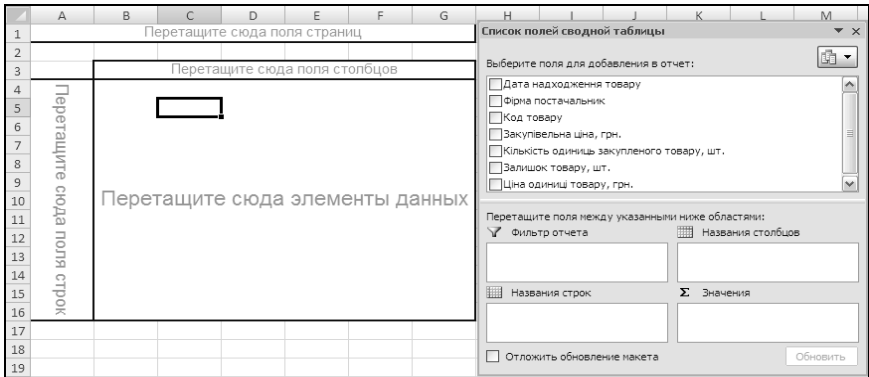 A B C D E F G H I J K L M
1 Перетащите сюда поля страниц
2
3 Перетащите сюда поля столбцов
4
5
6
7
8
9
10
11
12
13
14
15
16
17
18
19
Перетащите сюда поля строк
Перетащите сюда элементы данных
Список полей сводной таблицы
Выберите поля для добавления в отчет:
Дата надходження товару
Фірма постачальник
Код товару
Закупівельна ціна, грн.
Кількість одиниць закупленого товару, шт.
Залишок товару, шт.
Ціна одиниці товару, грн.
Перетащите поля между указанными ниже областями:
Фильтр отчета Названия столбцов
Названия строк Σ Значения
Отложить обновление макета Обновить